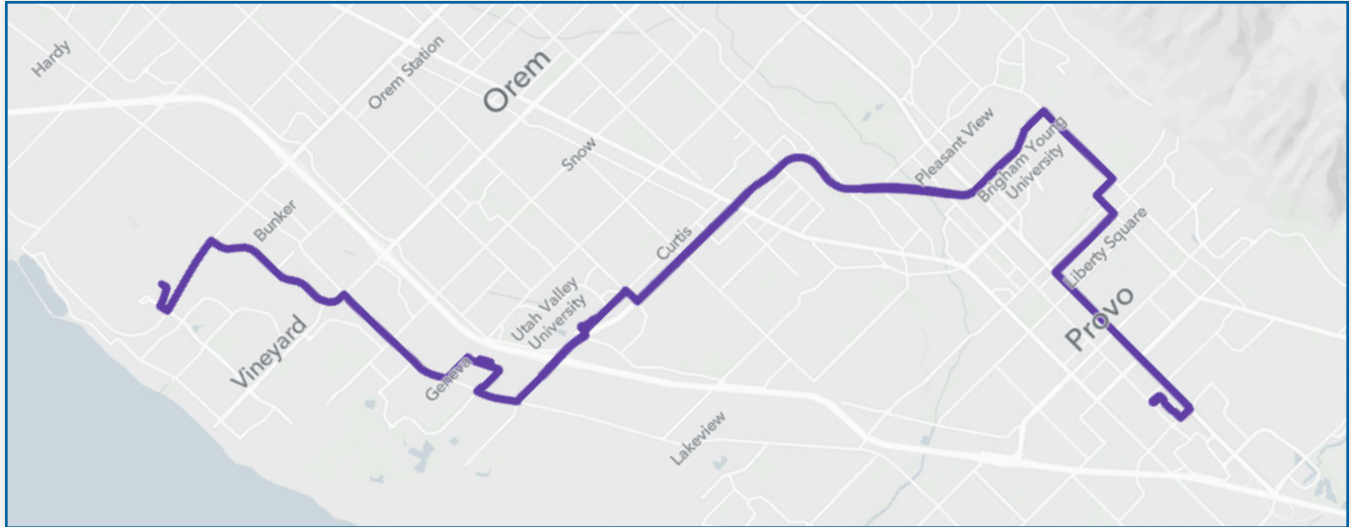 Hardy
Orem Station
Orem
Snow
Pleasant View
Brigham Young
University
Bunker
Curtis
Liberty Square
Utah Valley
University
Provo
Vineyard
Geneva
Lakeview